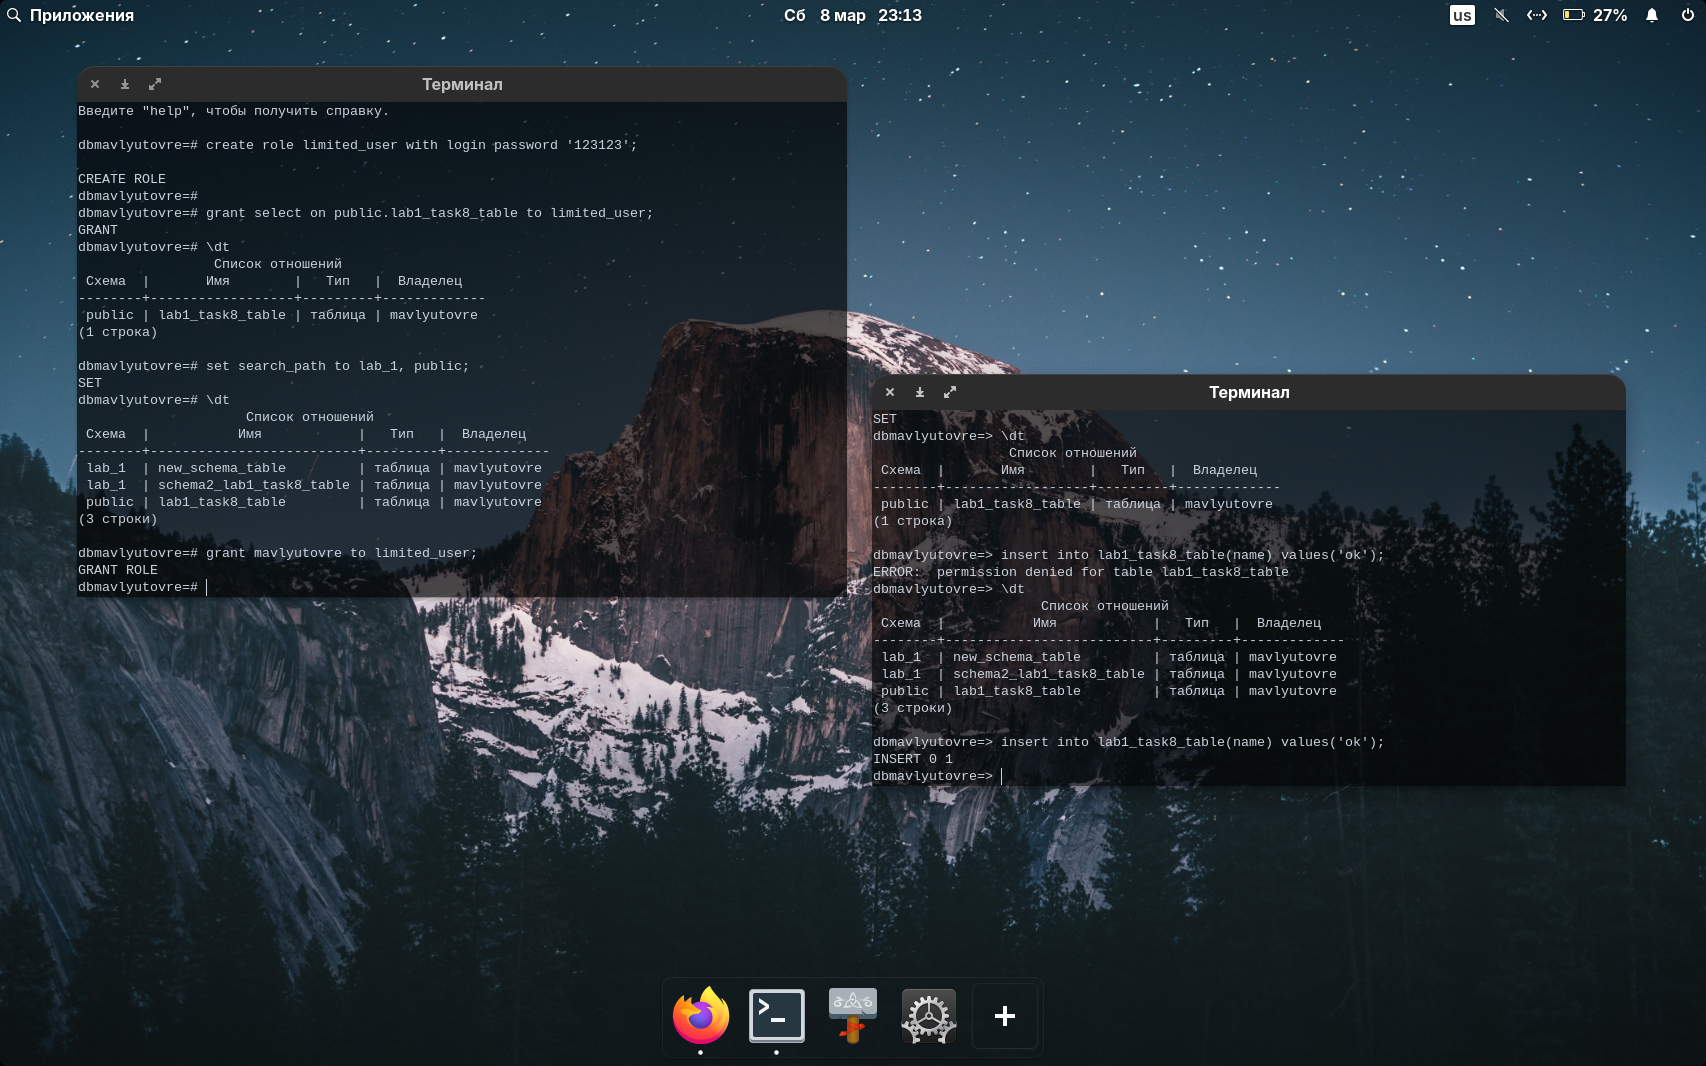 Приложения
Сб 8 мар 23:13
us
27%
Терминал
Введите "help", чтобы получить справку.
dbmavlyutovre=# create role limited_user with login password '123123';
CREATE ROLE
dbmavlyutovre=#
dbmavlyutovre=# grant select on public.lab1_task8_table to limited_user;
GRANT
dbmavlyutovre=# \dt
Список отношений
Схема | Имя | Тип | Владелец
--------+------------------+---------+-------------
public | lab1_task8_table | таблица | mavlyutovre
(1 строка)
dbmavlyutovre=# set search_path to lab_1, public;
SET
dbmavlyutovre=# \dt
Список отношений
Схема | Имя | Тип | Владелец
--------+--------------------------+---------+-------------
lab_1 | new_schema_table | таблица | mavlyutovre
lab_1 | schema2_lab1_task8_table | таблица | mavlyutovre
public | lab1_task8_table | таблица | mavlyutovre
(3 строки)
dbmavlyutovre=# grant mavlyutovre to limited_user;
GRANT ROLE
dbmavlyutovre=#
Терминал
SET
dbmavlyutovre=> \dt
Список отношений
Схема | Имя | Тип | Владелец
--------+------------------+---------+-------------
public | lab1_task8_table | таблица | mavlyutovre
(1 строка)
dbmavlyutovre=> insert into lab1_task8_table(name) values('ok');
ERROR: permission denied for table lab1_task8_table
dbmavlyutovre=> \dt
Список отношений
Схема | Имя | Тип | Владелец
--------+--------------------------+---------+-------------
lab_1 | new_schema_table | таблица | mavlyutovre
lab_1 | schema2_lab1_task8_table | таблица | mavlyutovre
public | lab1_task8_table | таблица | mavlyutovre
(3 строки)
dbmavlyutovre=> insert into lab1_task8_table(name) values('ok');
INSERT 0 1
dbmavlyutovre=>